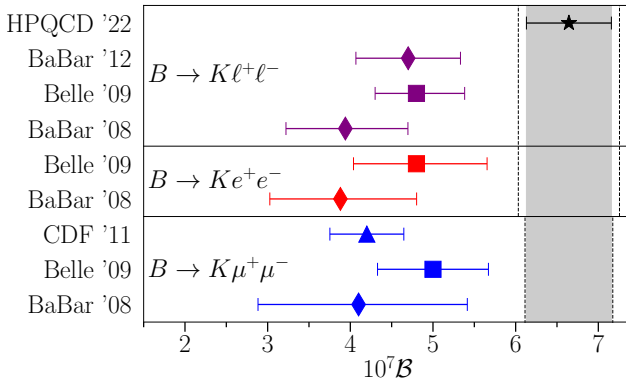 HPQCD '22
BaBar '12
B → Kℓ⁺ℓ⁻
Belle '09
BaBar '08
Belle '09
B → Ke⁺e⁻
BaBar '08
CDF '11
Belle '09
B → Kμ⁺μ⁻
BaBar '08
2 3 4 5 6 7
10⁷ℬ